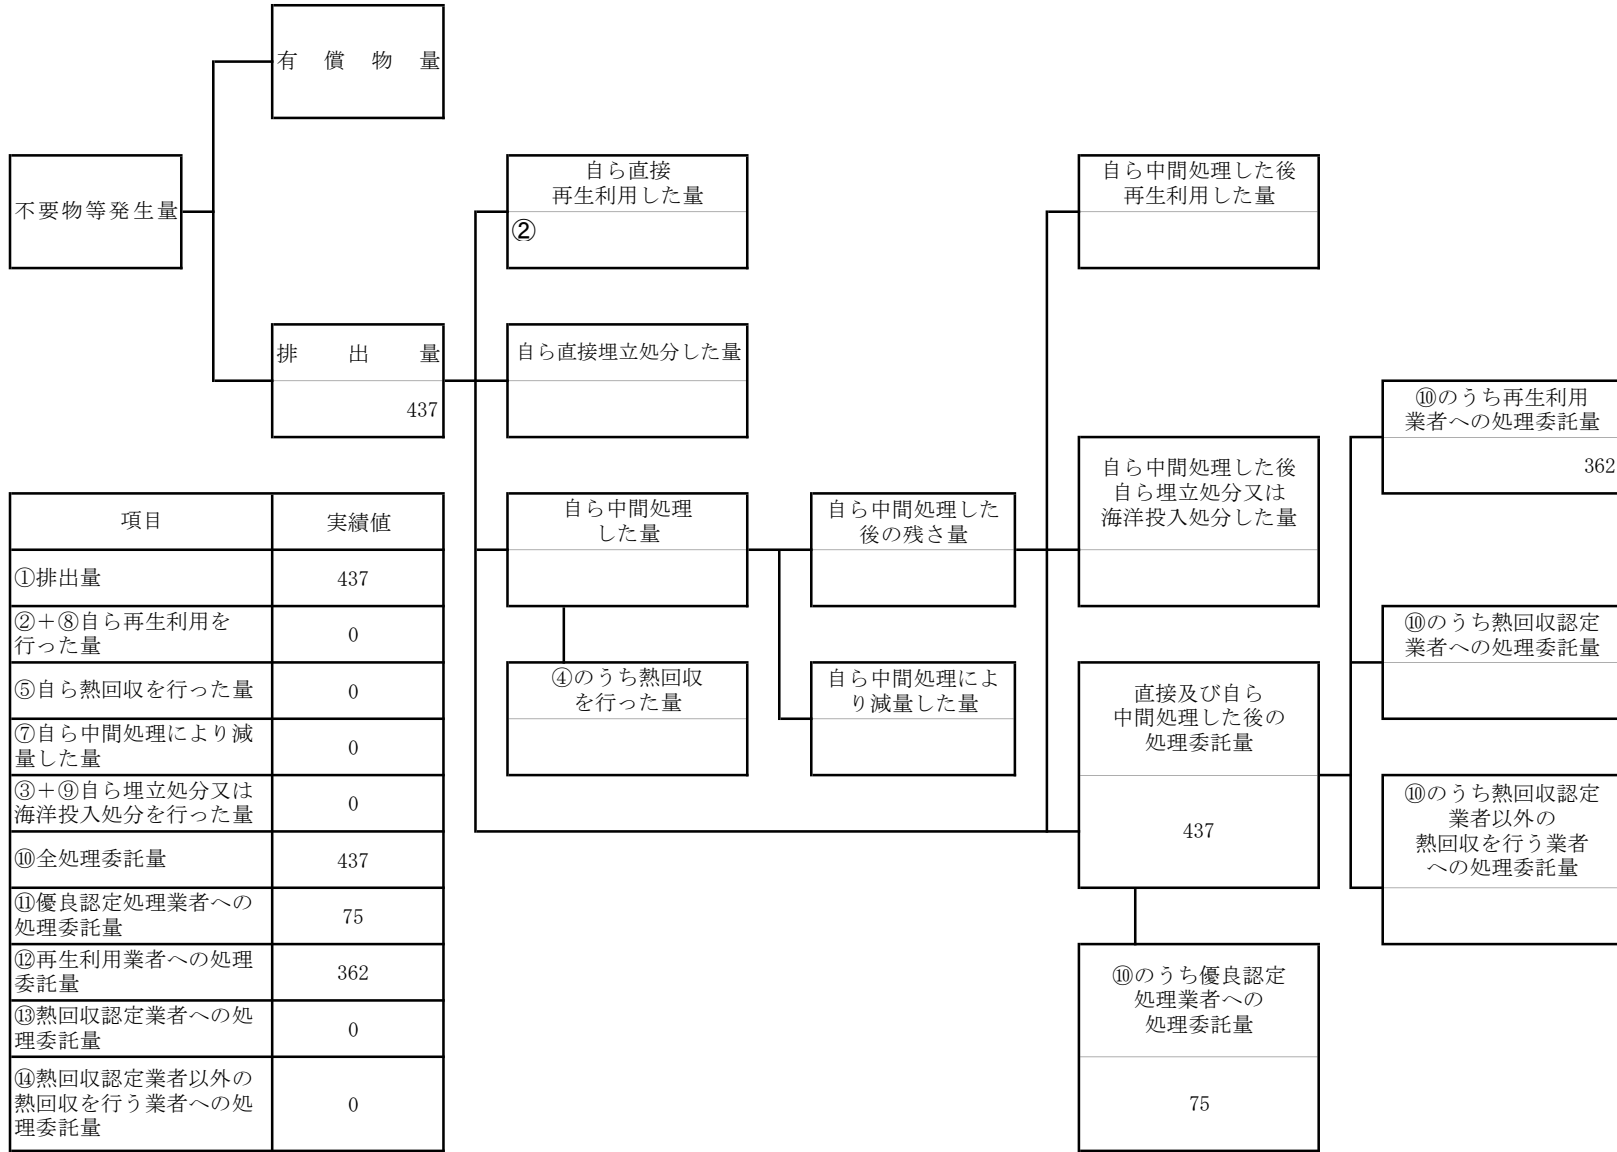 有償物量
不要物等発生量
自ら直接
再生利用した量
②
自ら中間処理した後
再生利用した量
排出量
437
自ら直接埋立処分した量
⑩のうち再生利用
業者への処理委託量
362
自ら中間処理した後
自ら埋立処分又は
海洋投入処分した量
自ら中間処理
した量
自ら中間処理した
後の残さ量
⑩のうち熱回収認定
業者への処理委託量
④のうち熱回収
を行った量
自ら中間処理によ
り減量した量
直接及び自ら
中間処理した後の
処理委託量
437
⑩のうち熱回収認定
業者以外の
熱回収を行う業者
への処理委託量
⑩のうち優良認定
処理業者への
処理委託量
75
項目 実績値
①排出量 437
②+⑧自ら再生利用を
行った量 0
⑤自ら熱回収を行った量 0
⑦自ら中間処理により減
量した量 0
③+⑨自ら埋立処分又は
海洋投入処分を行った量 0
⑩全処理委託量 437
⑪優良認定処理業者への
処理委託量 75
⑫再生利用業者への処理
委託量 362
⑬熱回収認定業者への処
理委託量 0
⑭熱回収認定業者以外の
熱回収を行う業者への処 0
理委託量